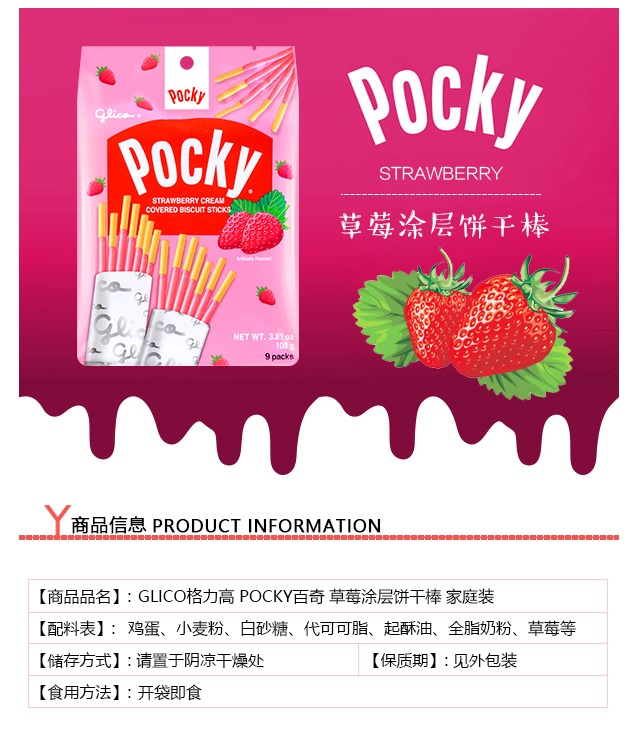 Pocky
Glico
Pocky
Pocky
STRAWBERRY CREAM
COVERED BISCUIT STICKS
Artificially Flavored
NET WT. 3.81 oz
108 g
9 packs
STRAWBERRY
草莓涂层饼干棒
商品信息 PRODUCT INFORMATION
【商品品名】: GLICO格力高 POCKY百奇 草莓涂层饼干棒 家庭装
【配料表】: 鸡蛋、小麦粉、白砂糖、代可可脂、起酥油、全脂奶粉、草莓等
【储存方式】: 请置于阴凉干燥处 【保质期】: 见外包装
【食用方法】: 开袋即食